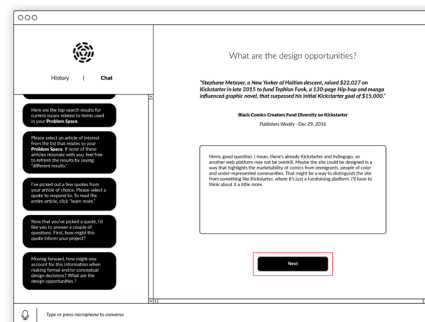 History | Chat
Here are the top search results for
current issues related to terms used
in your Problem Space.
Please select an article of interest
from the list that relates to your
Problem Space. If none of these
articles resonate with you, feel free
to refresh the results by saying:
"different results."
I've picked out a few quotes from
your article of choice. Please select a
quote to respond to. To read the
entire article, click "learn more."
Now that you've picked a quote, I'd
like you to answer a couple of
questions. First, how might this
quote inform your project?
Moving forward, how might you
account for this information when
making formal and/or conceptual
design decisions? What are the
design opportunities ?
Type or press microphone to converse
What are the design opportunities?
"Stephane Metayer, a New Yorker of Haitian descent, raised $22,027 on
Kickstarter in late 2015 to fund Tephlon Funk, a 130-page Hip-hop and manga
influenced graphic novel, that surpassed his initial Kickstarter goal of $15,000."
Black Comics Creators Fund Diversity on Kickstarter
Publishers Weekly - Dec 29, 2016
Hmm, good question. I mean, there's already Kickstarter and Indiegogo, so
another web platform may not be overkill. Maybe the site could be designed in a
way that highlights the marketability of comics from immigrants, people of color
and under-represented communities. That might be a way to distinguish the site
from something like Kickstarter, where it's just a fundraising platform. I'll have to
think about it a little more.
Next